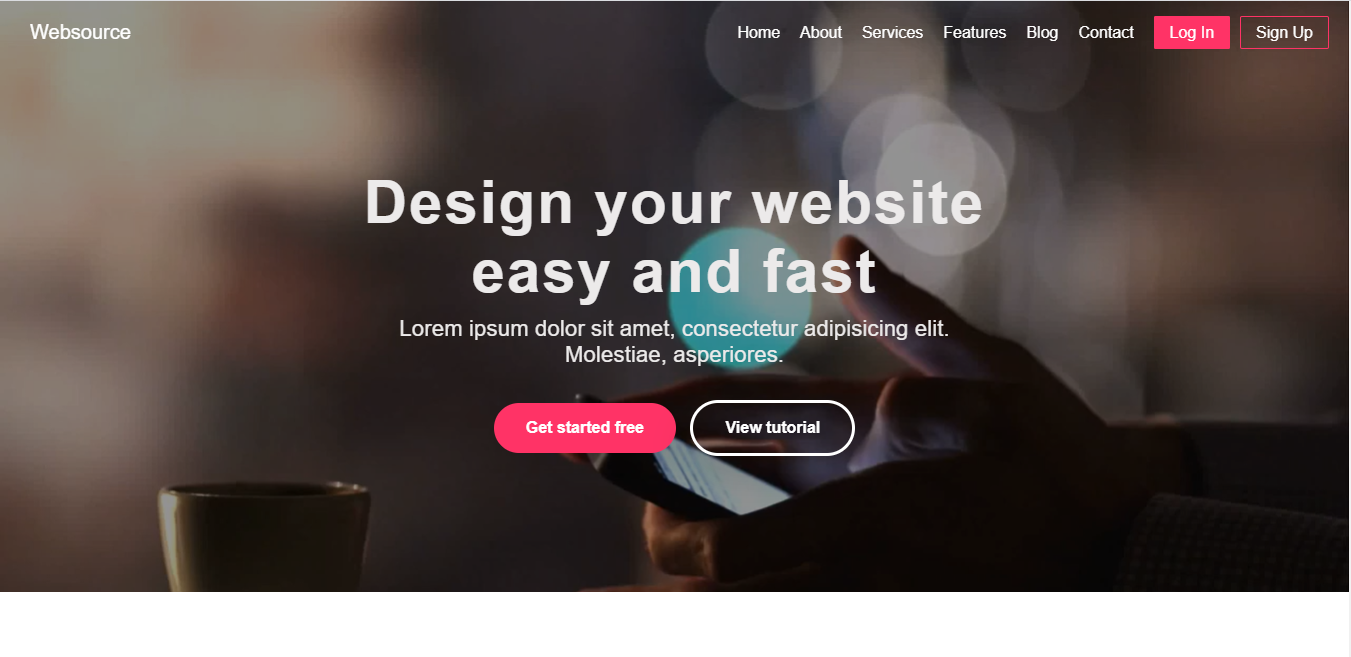 Websource
Home About Services Features Blog Contact Log In Sign Up
Design your website
easy and fast
Lorem ipsum dolor sit amet, consectetur adipisicing elit.
Molestiae, asperiores.
Get started free View tutorial